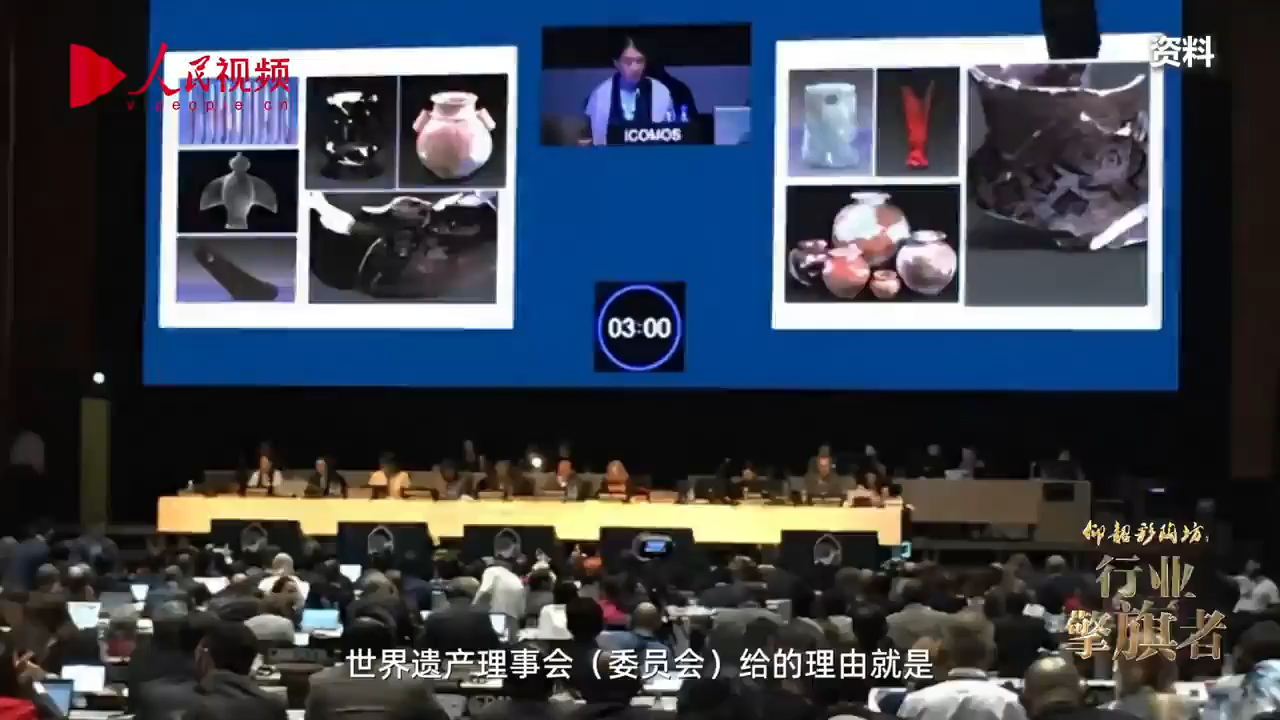 人民视频
v.people.cn
资料
ICOMOS
03:00
仰韶彩陶坊:
行业
擎旗者
世界遗产理事会（委员会）给的理由就是